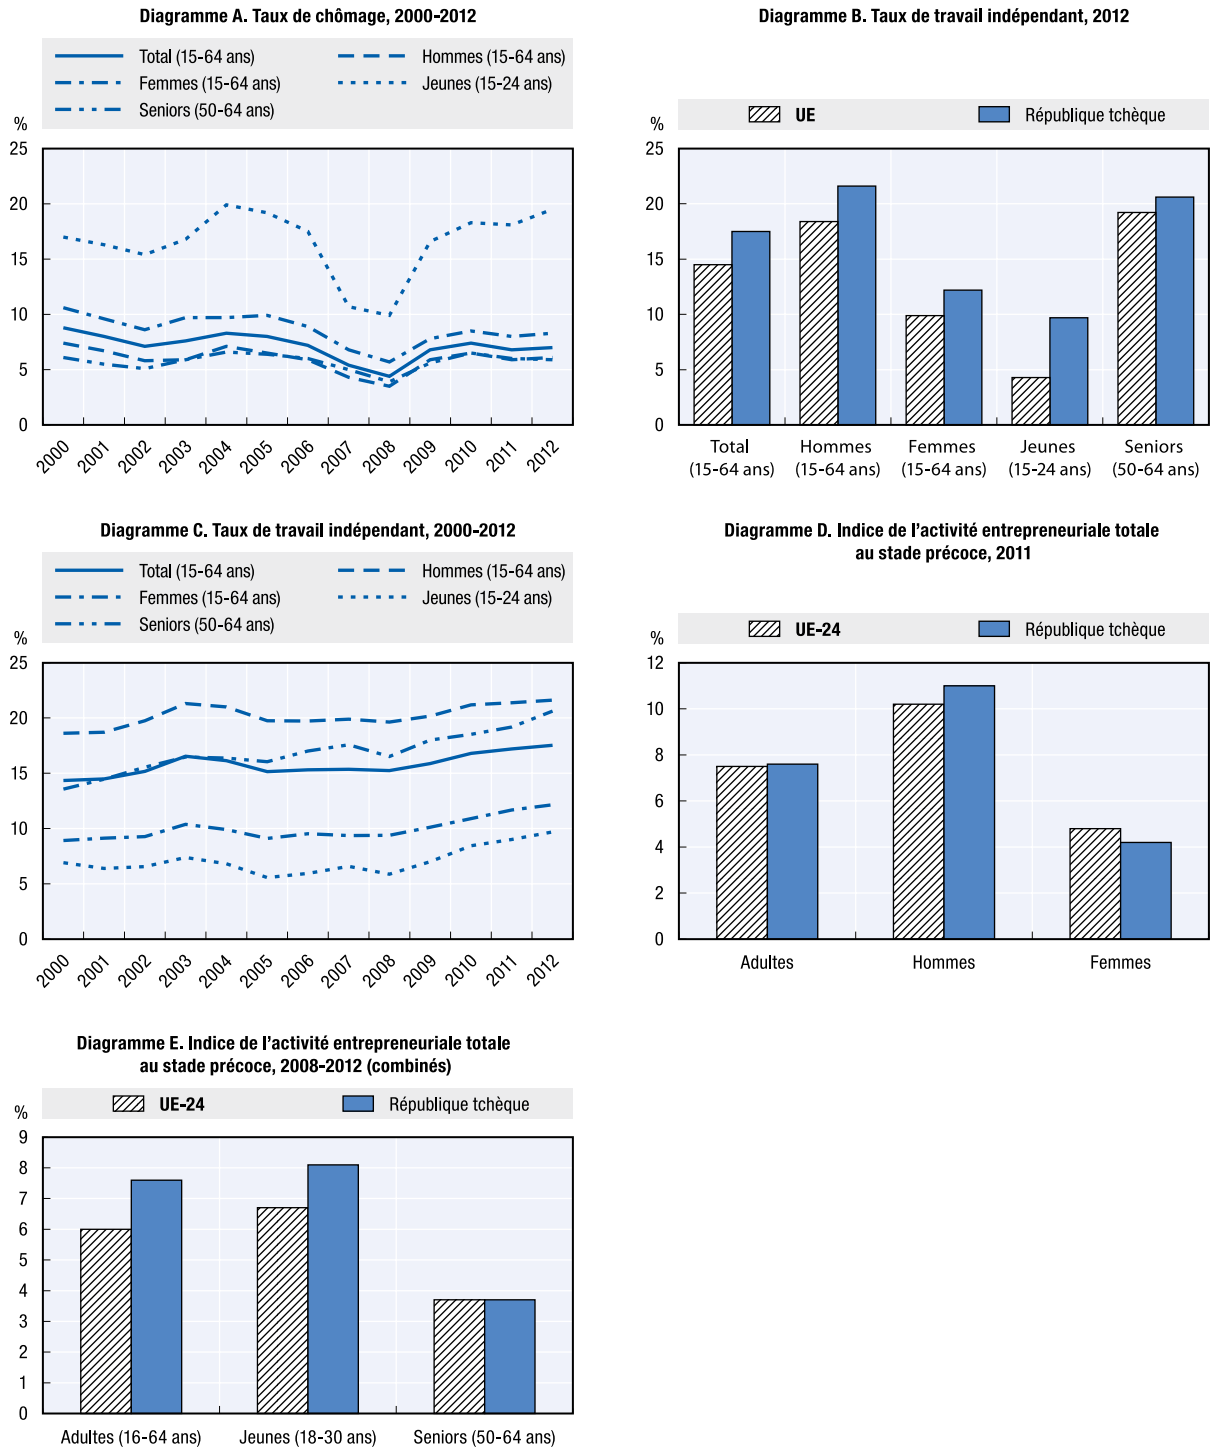 Diagramme A. Taux de chômage, 2000-2012
Total (15-64 ans)
Hommes (15-64 ans)
Femmes (15-64 ans)
Jeunes (15-24 ans)
Seniors (50-64 ans)
%
25
20
15
10
5
0
2000 2001 2002 2003 2004 2005 2006 2007 2008 2009 2010 2011 2012
Diagramme B. Taux de travail indépendant, 2012
UE
République tchèque
%
25
20
15
10
5
0
Total Hommes Femmes Jeunes Seniors
(15-64 ans) (15-64 ans) (15-64 ans) (15-24 ans) (50-64 ans)
Diagramme C. Taux de travail indépendant, 2000-2012
Total (15-64 ans)
Hommes (15-64 ans)
Femmes (15-64 ans)
Jeunes (15-24 ans)
Seniors (50-64 ans)
%
25
20
15
10
5
0
2000 2001 2002 2003 2004 2005 2006 2007 2008 2009 2010 2011 2012
Diagramme D. Indice de l'activité entrepreneuriale totale
au stade précoce, 2011
UE-24
République tchèque
%
12
10
8
6
4
2
0
Adultes Hommes Femmes
Diagramme E. Indice de l'activité entrepreneuriale totale
au stade précoce, 2008-2012 (combinés)
UE-24
République tchèque
%
9
8
7
6
5
4
3
2
1
0
Adultes (16-64 ans) Jeunes (18-30 ans) Seniors (50-64 ans)